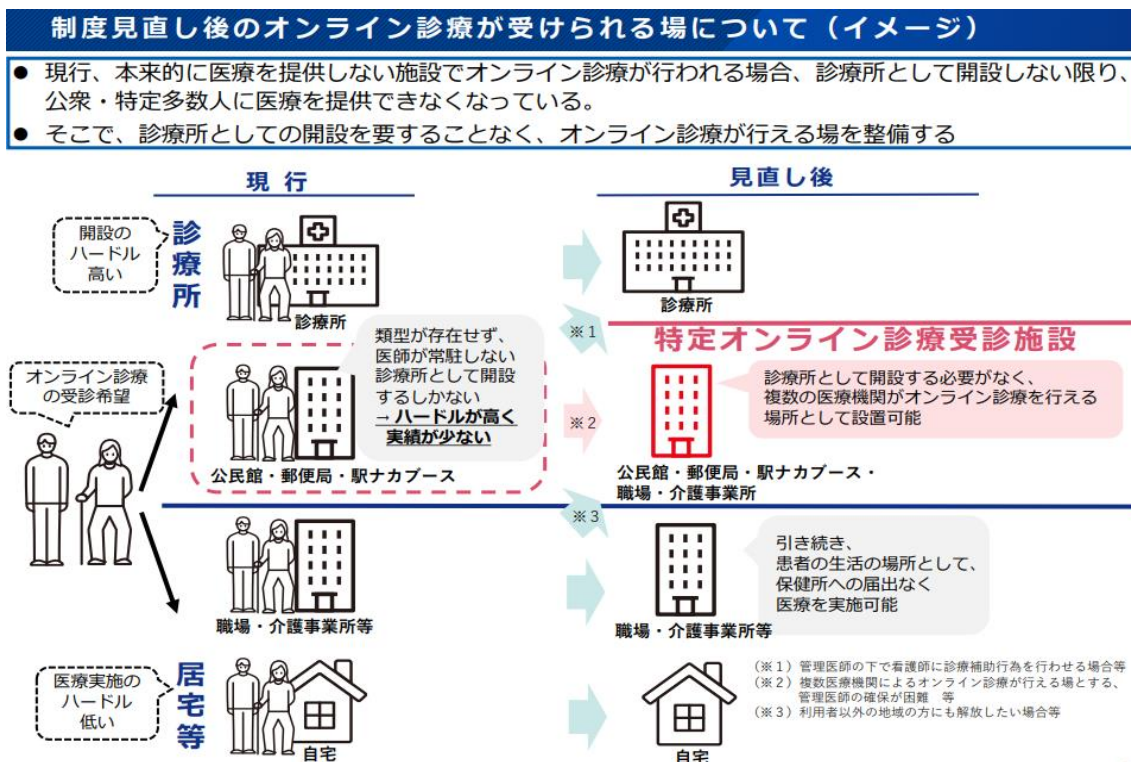 制度見直し後のオンライン診療が受けられる場について（イメージ）
● 現行、本来的に医療を提供しない施設でオンライン診療が行われる場合、診療所として開設しない限り、
公衆・特定多数人に医療を提供できなくなっている。
● そこで、診療所としての開設を要することなく、オンライン診療が行える場を整備する
現 行
見直し後
開設の
ハードル
高い
診療所
診療所
診療所
※1
特定オンライン診療受診施設
オンライン診療
の受診希望
類型が存在せず、
医師が常駐しない
診療所として開設
するしかない
→ ハードルが高く
実績が少ない
公民館・郵便局・駅ナカブース
※2
診療所として開設する必要がなく、
複数の医療機関がオンライン診療を行える
場所として設置可能
公民館・郵便局・駅ナカブース・
職場・介護事業所
※3
職場・介護事業所等
引き続き、
患者の生活の場所として、
保健所への届出なく
医療を実施可能
職場・介護事業所等
医療実施の
ハードル
低い
居宅等
自宅
自宅
（※1）管理医師の下で看護師に診療補助行為を行わせる場合等
（※2）複数医療機関によるオンライン診療が行える場とする、
管理医師の確保が困難 等
（※3）利用者以外の地域の方にも解放したい場合等